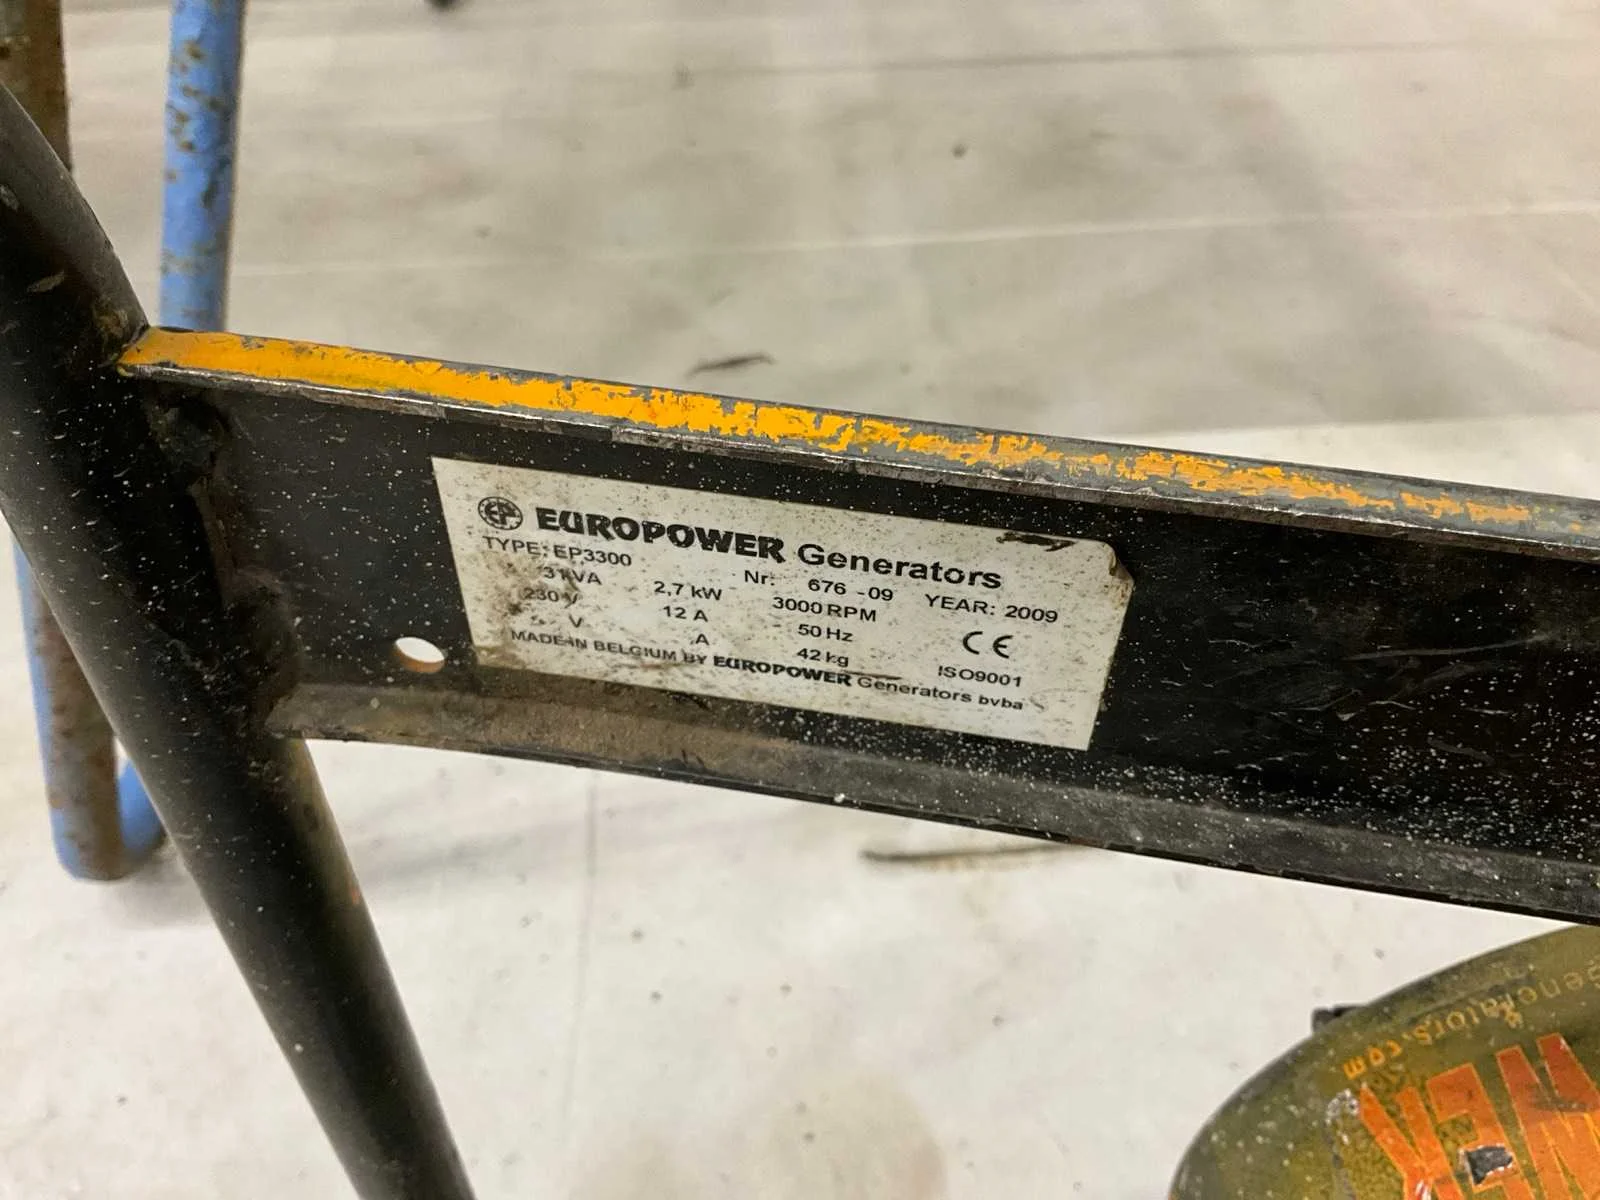 EP EUROPOWER Generators
TYPE: EP3300 Nr: 676 -09 YEAR: 2009
2,7 kW 3000 RPM CE
230 V 12 A 50 Hz
V A 42 kg ISO9001
MADE IN BELGIUM BY EUROPOWER Generators bvba
Generators.com
WER